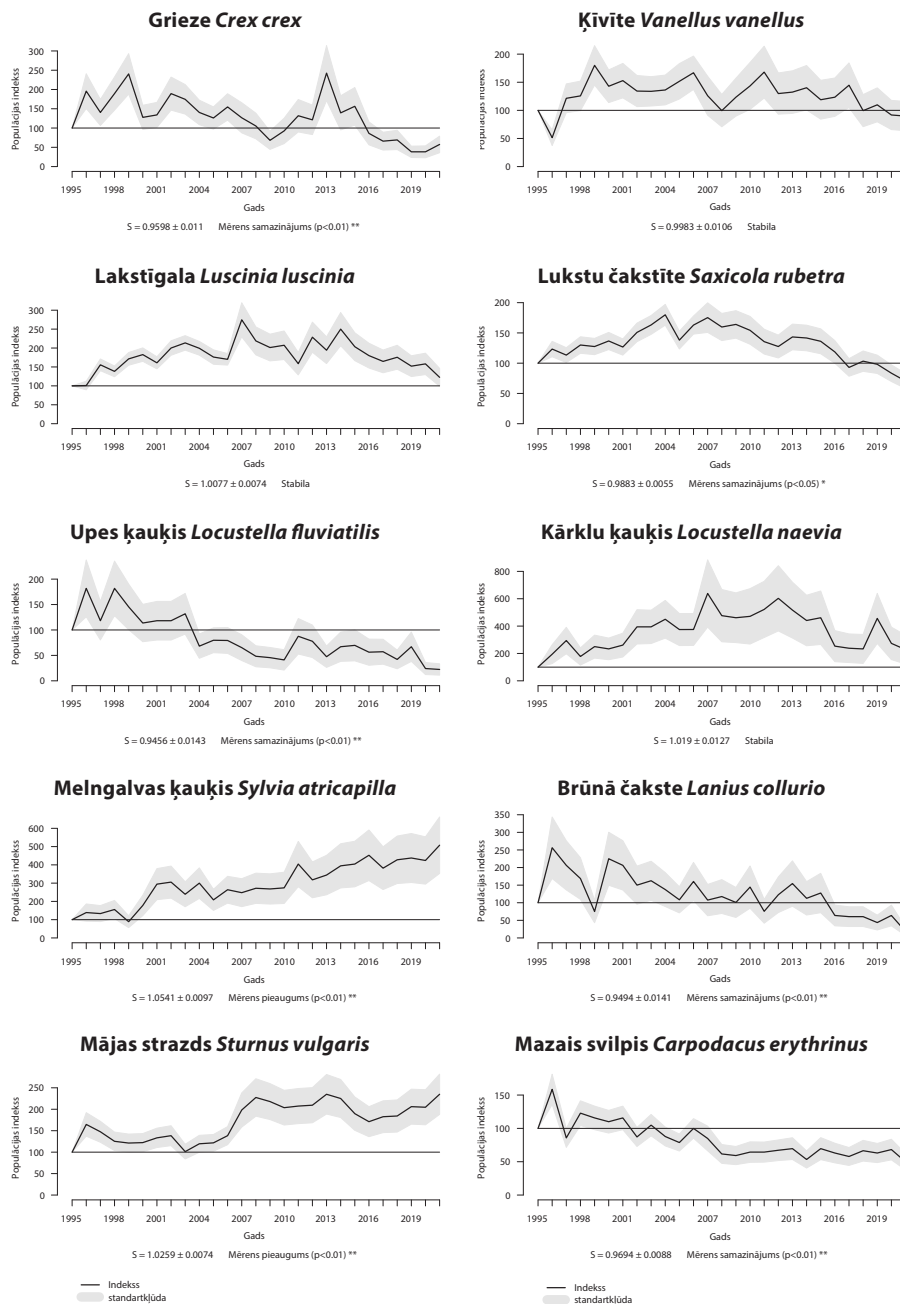 Grieze Crex crex
Populācijas indekss
300
250
200
150
100
50
0
1995 1998 2001 2004 2007 2010 2013 2016 2019
Gads
S = 0.9598 ± 0.011 Mērens samazinājums (p<0.01) **
Ķīvīte Vanellus vanellus
Populācijas indekss
200
150
100
50
0
1995 1998 2001 2004 2007 2010 2013 2016 2019
Gads
S = 0.9983 ± 0.0106 Stabila
Lakstīgala Luscinia luscinia
Populācijas indekss
300
250
200
150
100
50
0
1995 1998 2001 2004 2007 2010 2013 2016 2019
Gads
S = 1.0077 ± 0.0074 Stabila
Lukstu čakstīte Saxicola rubetra
Populācijas indekss
200
150
100
50
0
1995 1998 2001 2004 2007 2010 2013 2016 2019
Gads
S = 0.9883 ± 0.0055 Mērens samazinājums (p<0.05) *
Upes ķauķis Locustella fluviatilis
Populācijas indekss
200
150
100
50
0
1995 1998 2001 2004 2007 2010 2013 2016 2019
Gads
S = 0.9456 ± 0.0143 Mērens samazinājums (p<0.01) **
Kārklu ķauķis Locustella naevia
Populācijas indekss
800
600
400
200
0
1995 1998 2001 2004 2007 2010 2013 2016 2019
Gads
S = 1.019 ± 0.0127 Stabila
Melngalvas ķauķis Sylvia atricapilla
Populācijas indekss
600
500
400
300
200
100
0
1995 1998 2001 2004 2007 2010 2013 2016 2019
Gads
S = 1.0541 ± 0.0097 Mērens pieaugums (p<0.01) **
Brūnā čakste Lanius collurio
Populācijas indekss
350
300
250
200
150
100
50
0
1995 1998 2001 2004 2007 2010 2013 2016 2019
Gads
S = 0.9494 ± 0.0141 Mērens samazinājums (p<0.01) **
Mājas strazds Sturnus vulgaris
Populācijas indekss
250
200
150
100
50
0
1995 1998 2001 2004 2007 2010 2013 2016 2019
Gads
S = 1.0259 ± 0.0074 Mērens pieaugums (p<0.01) **
Mazais svilpis Carpodacus erythrinus
Populācijas indekss
150
100
50
0
1995 1998 2001 2004 2007 2010 2013 2016 2019
Gads
S = 0.9694 ± 0.0088 Mērens samazinājums (p<0.01) **
Indekss
standartkļūda
Indekss
standartkļūda